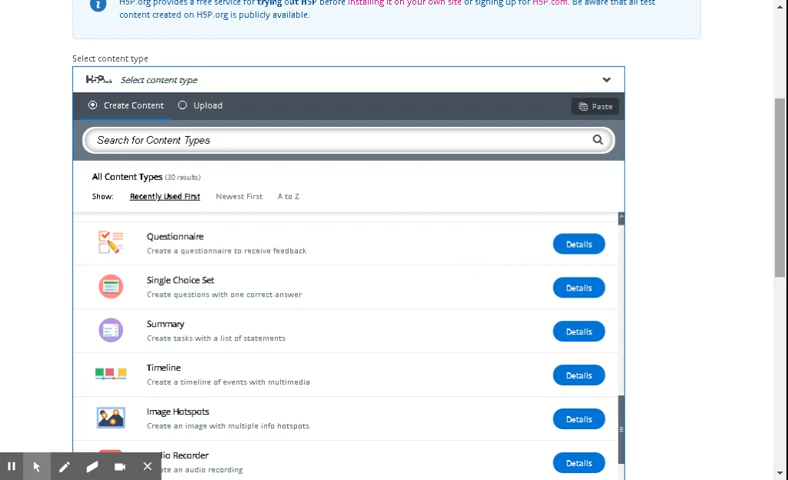 H5P.org provides a free service for trying out H5P before installing it on your own site or signing up for H5P.com. Be aware that all test
content created on H5P.org is publicly available.
Select content type
H5P Select content type
Create Content Upload Paste
Search for Content Types
All Content Types (30 results)
Show: Recently Used First Newest First A to Z
Questionnaire
Create a questionnaire to receive feedback
Details
Single Choice Set
Create questions with one correct answer
Details
Summary
Create tasks with a list of statements
Details
Timeline
Create a timeline of events with multimedia
Details
Image Hotspots
Create an image with multiple info hotspots
Details
dio Recorder
te an audio recording
Details